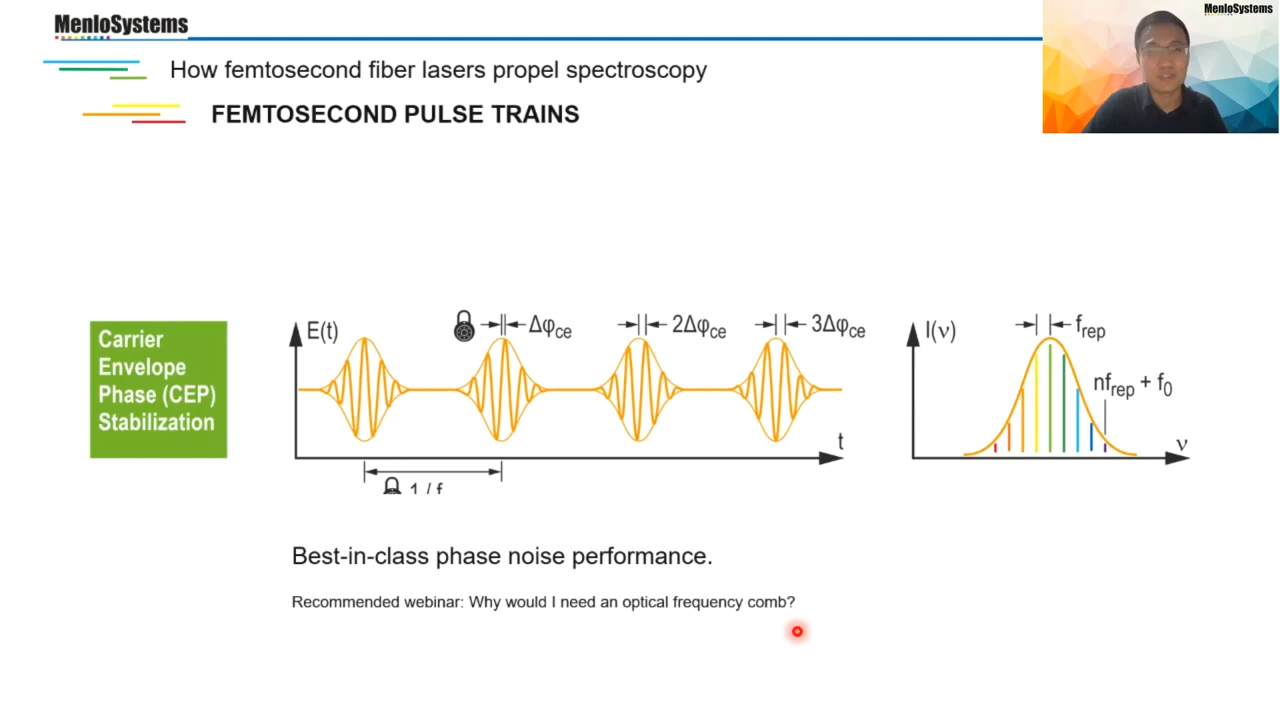 MenloSystems
MenloSystems
How femtosecond fiber lasers propel spectroscopy
FEMTOSECOND PULSE TRAINS
Carrier
Envelope
Phase (CEP)
Stabilization
E(t)
Δφce
2Δφce
3Δφce
t
1 / f
I(ν)
frep
nfrep + f0
ν
Best-in-class phase noise performance.
Recommended webinar: Why would I need an optical frequency comb?